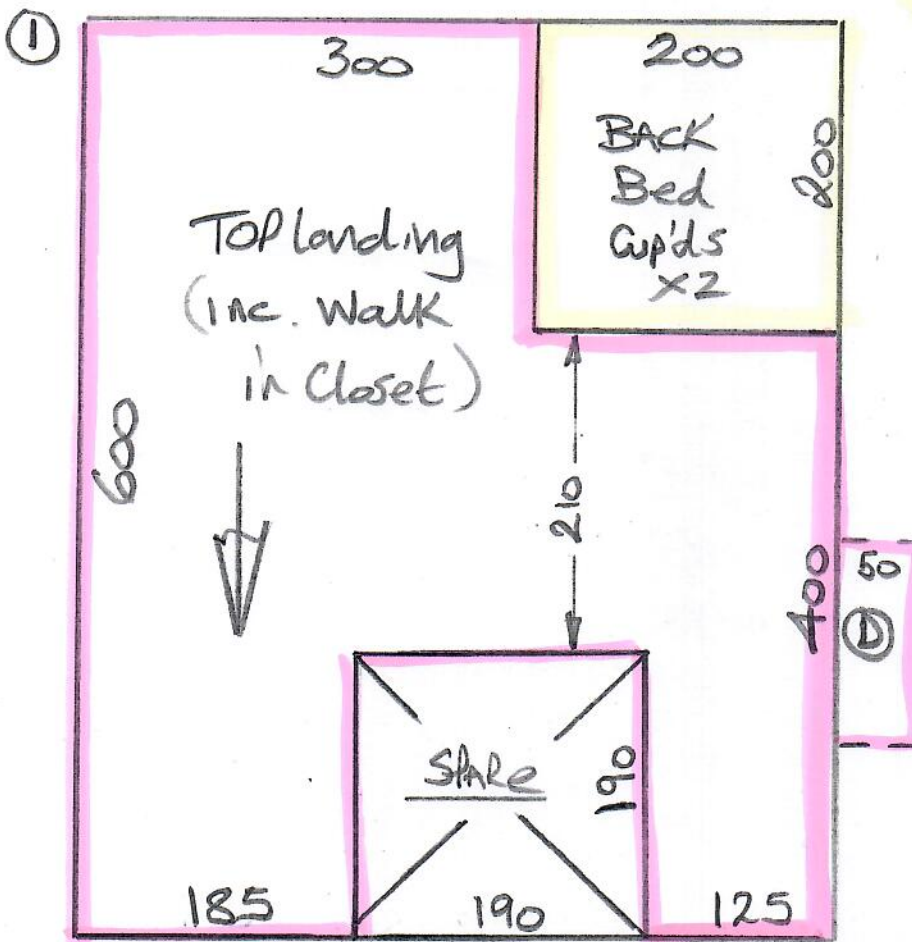 1
300
200
BACK
Bed
Cup'ds
x2
200
TOP landing
(inc. Walk
in Closet)
600
210
400
50
D
SPARe
190
185
190
125